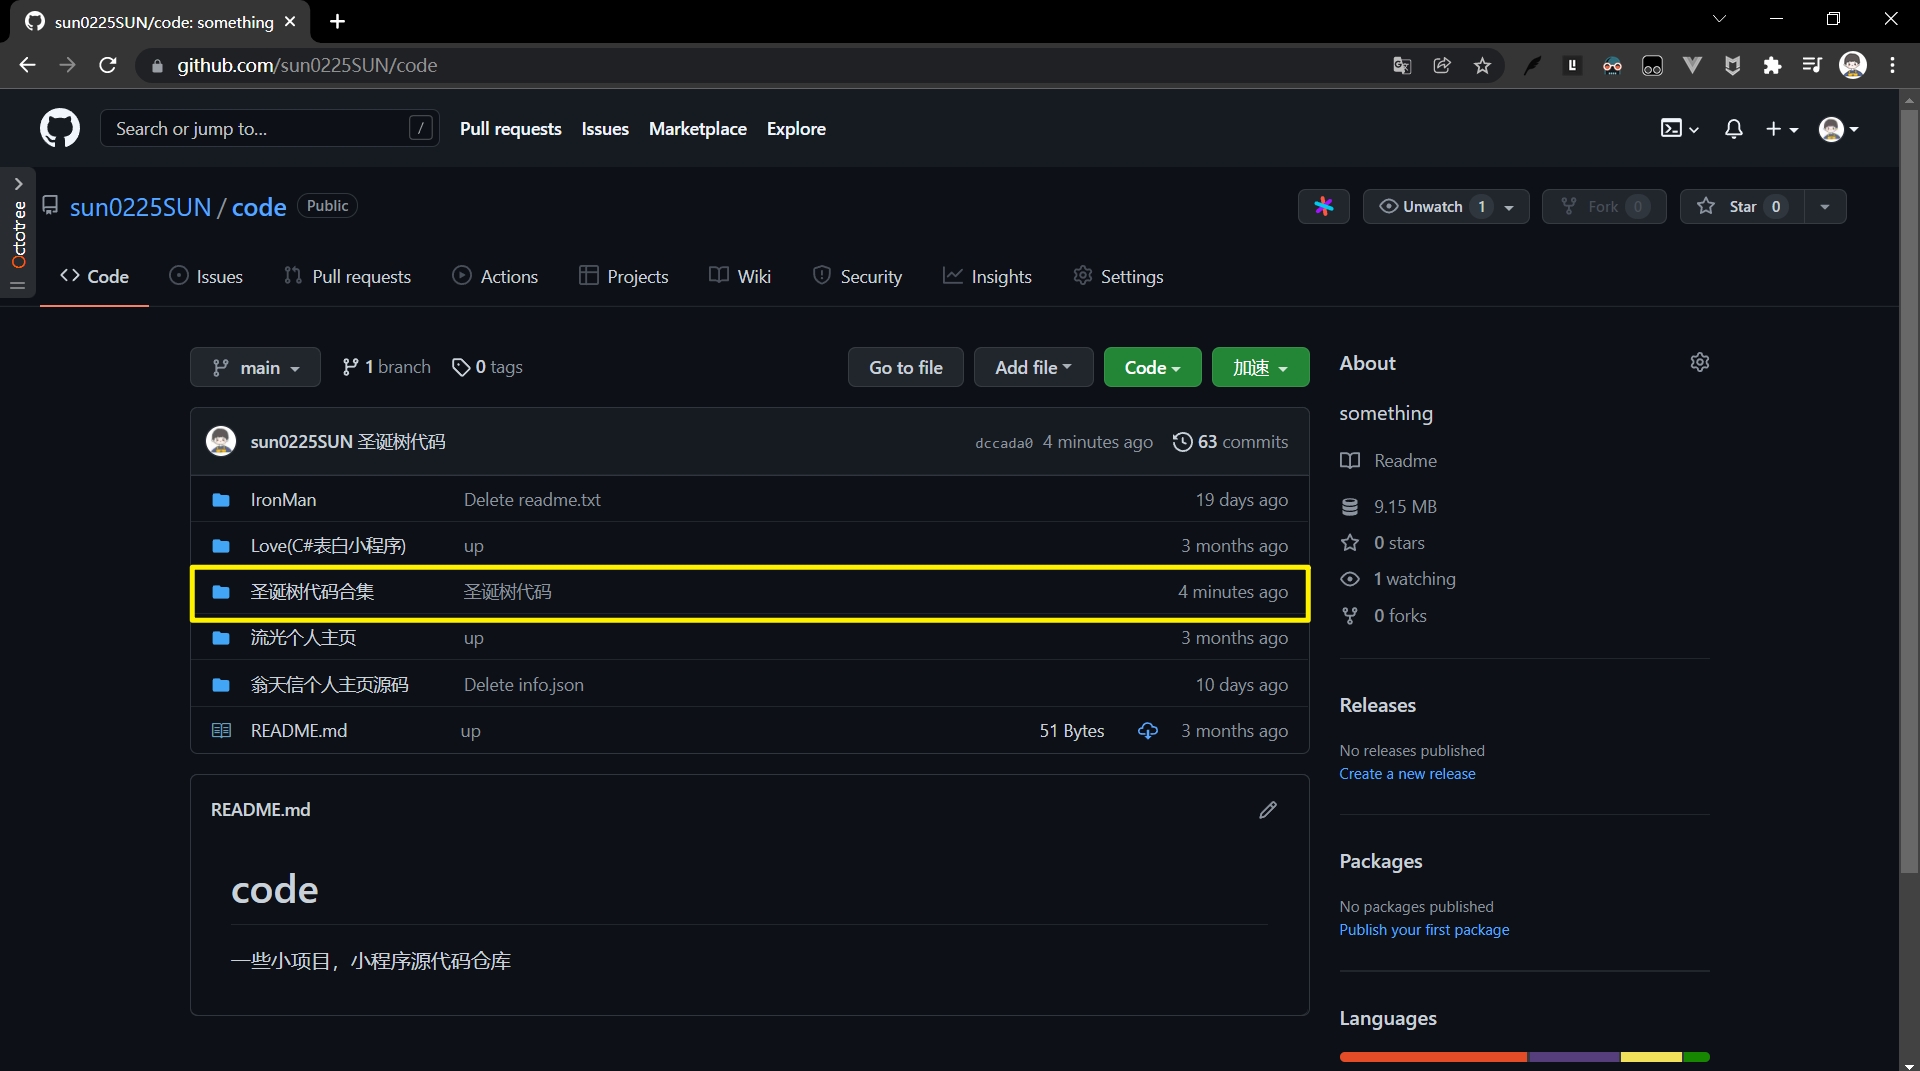 sun0225SUN/code: something
github.com/sun0225SUN/code
Search or jump to... /
Pull requests Issues Marketplace Explore
Octotree
sun0225SUN / code Public
Unwatch 1 Fork 0 Star 0
Code Issues Pull requests Actions Projects Wiki Security Insights Settings
main 1 branch 0 tags Go to file Add file Code 加速
sun0225SUN 圣诞树代码 dccada0 4 minutes ago 63 commits
IronMan Delete readme.txt 19 days ago
Love(C#表白小程序) up 3 months ago
圣诞树代码合集 圣诞树代码 4 minutes ago
流光个人主页 up 3 months ago
翁天信个人主页源码 Delete info.json 10 days ago
README.md up 51 Bytes 3 months ago
README.md
code
一些小项目，小程序源代码仓库
About
something
Readme
9.15 MB
0 stars
1 watching
0 forks
Releases
No releases published
Create a new release
Packages
No packages published
Publish your first package
Languages